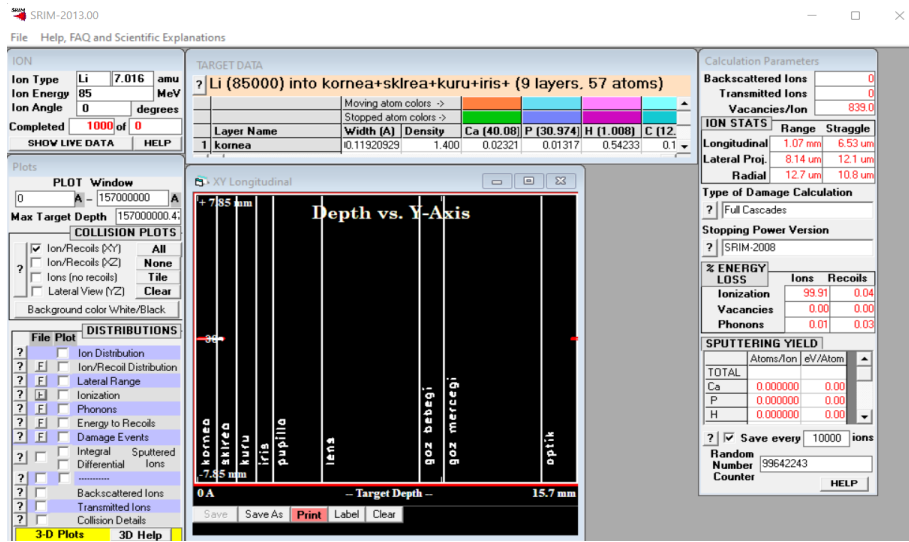 SRIM-2013.00
File Help, FAQ and Scientific Explanations
ION
Ion Type Li 7.016 amu
Ion Energy 85 MeV
Ion Angle 0 degrees
Completed 1000 of 0
SHOW LIVE DATA HELP
Plots
PLOT Window
0 A - 157000000 A
Max Target Depth 157000000.47
COLLISION PLOTS
Ion/Recoils (XY) All
Ion/Recoils (XZ) None
Ions (no recoils) Tile
Lateral View (YZ) Clear
?
Background color White/Black
DISTRIBUTIONS
File Plot
? Ion Distribution
? F Ion/Recoil Distribution
? F Lateral Range
? F Ionization
? F Phonons
? F Energy to Recoils
? F Damage Events
? Integral Sputtered
Differential Ions
? -----------
? Backscattered Ions
? Transmitted Ions
? Collision Details
3-D Plots 3D Help
TARGET DATA
? Li (85000) into kornea+sklrea+kuru+iris+ (9 layers, 57 atoms)
Moving atom colors ->
Stopped atom colors ->
Layer Name Width (A) Density Ca (40.08) P (30.974) H (1.008) C (12.
1 kornea 0.11920929 1.400 0.02321 0.01317 0.54233 0.1
XY Longitudinal
+ 7.85 mm
Depth vs. Y-Axis
kornea
sklrea
kuru
iris
pupilla
lens
goz bebegi
goz mercegi
optik
-7.85 mm
0 A -- Target Depth -- 15.7 mm
Save Save As Print Label Clear
Calculation Parameters
Backscattered Ions 0
Transmitted Ions 0
Vacancies/Ion 839.0
ION STATS Range Straggle
Longitudinal 1.07 mm 6.53 um
Lateral Proj. 8.14 um 12.1 um
Radial 12.7 um 10.8 um
Type of Damage Calculation
? Full Cascades
Stopping Power Version
? SRIM-2008
% ENERGY LOSS Ions Recoils
Ionization 99.91 0.04
Vacancies 0.00 0.00
Phonons 0.01 0.03
SPUTTERING YIELD
Atoms/Ion eV/Atom
TOTAL
Ca 0.000000 0.00
P 0.000000 0.00
H 0.000000 0.00
? Save every 10000 ions
Random
Number 99642243
Counter
HELP